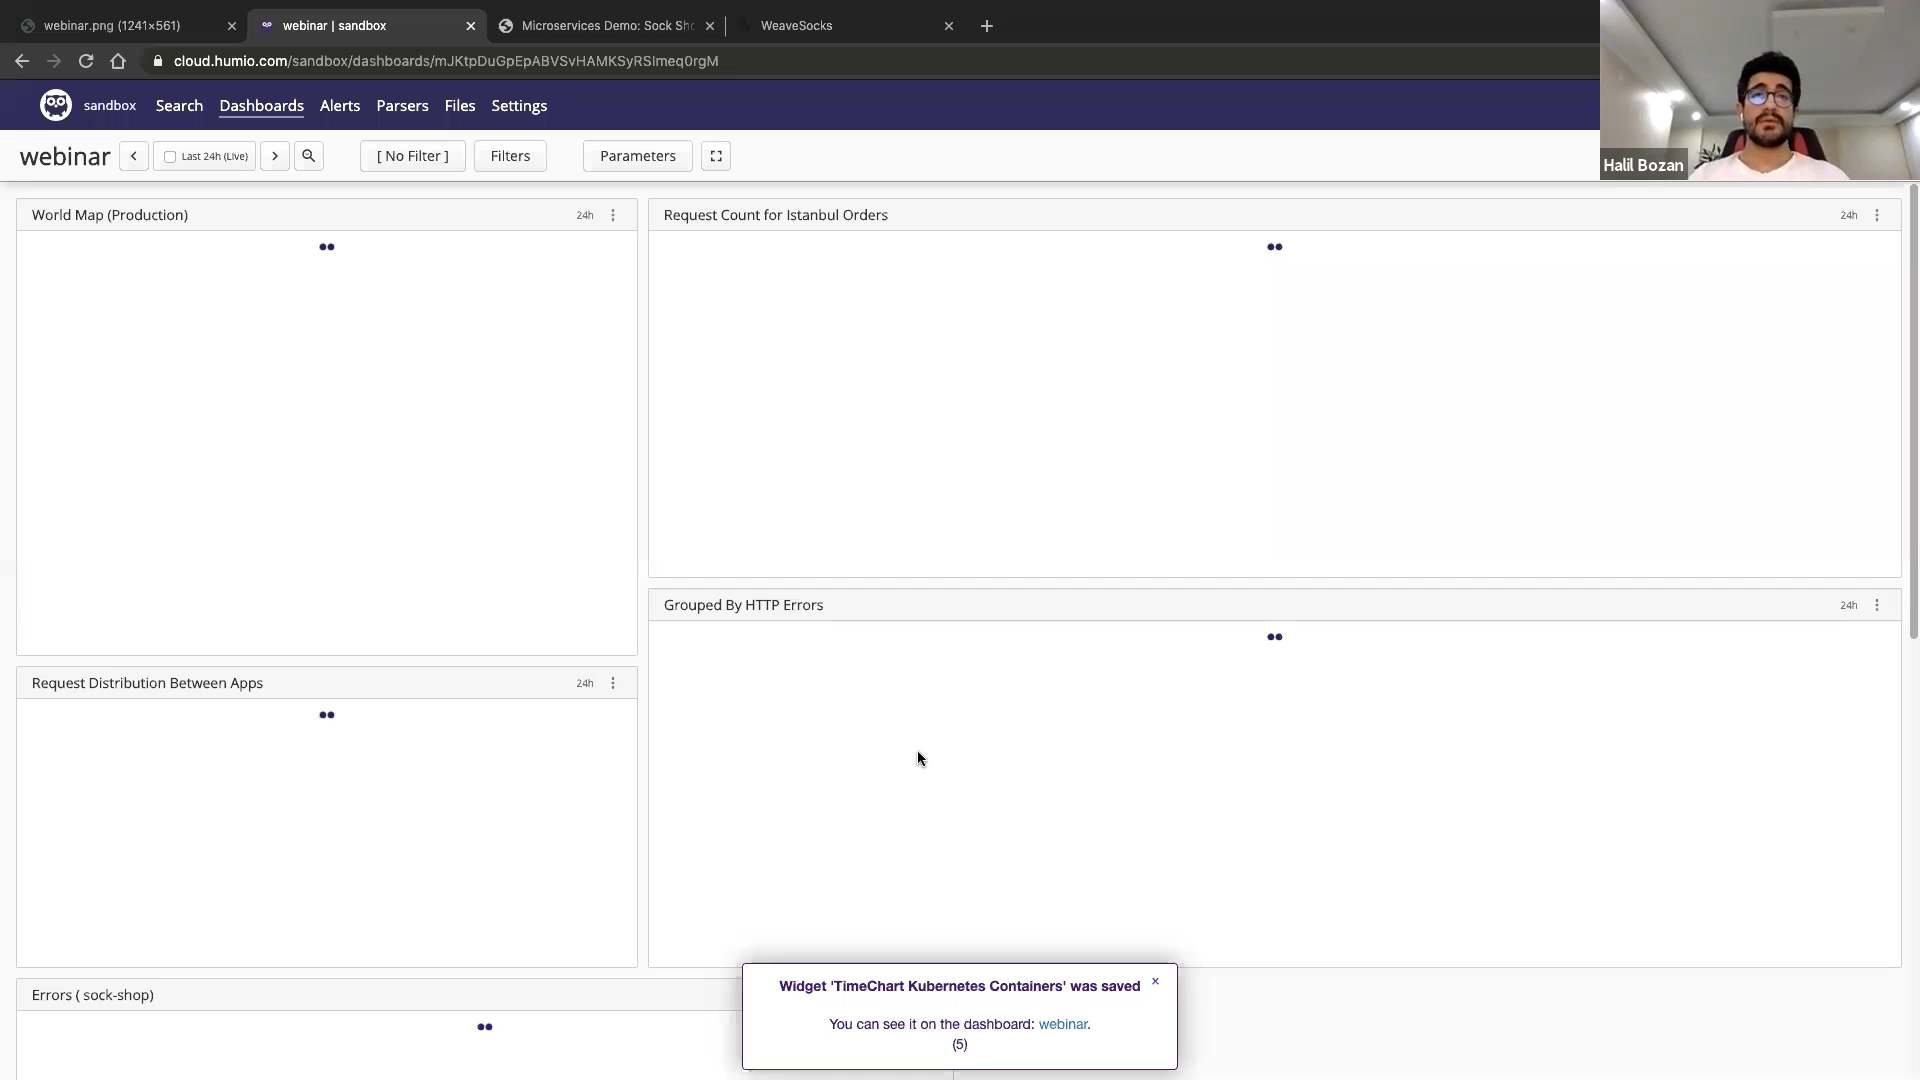 webinar.png (1241×561)
webinar | sandbox
Microservices Demo: Sock Sho
WeaveSocks
cloud.humio.com/sandbox/dashboards/mJKtpDuGpEpABVSvHAMKSyRSImeq0rgM
sandbox
Search
Dashboards
Alerts
Parsers
Files
Settings
webinar
Last 24h (Live)
[ No Filter ]
Filters
Parameters
Halil Bozan
World Map (Production)
24h
Request Count for Istanbul Orders
24h
Grouped By HTTP Errors
24h
Request Distribution Between Apps
24h
Errors ( sock-shop)
Widget 'TimeChart Kubernetes Containers' was saved
You can see it on the dashboard: webinar.
(5)